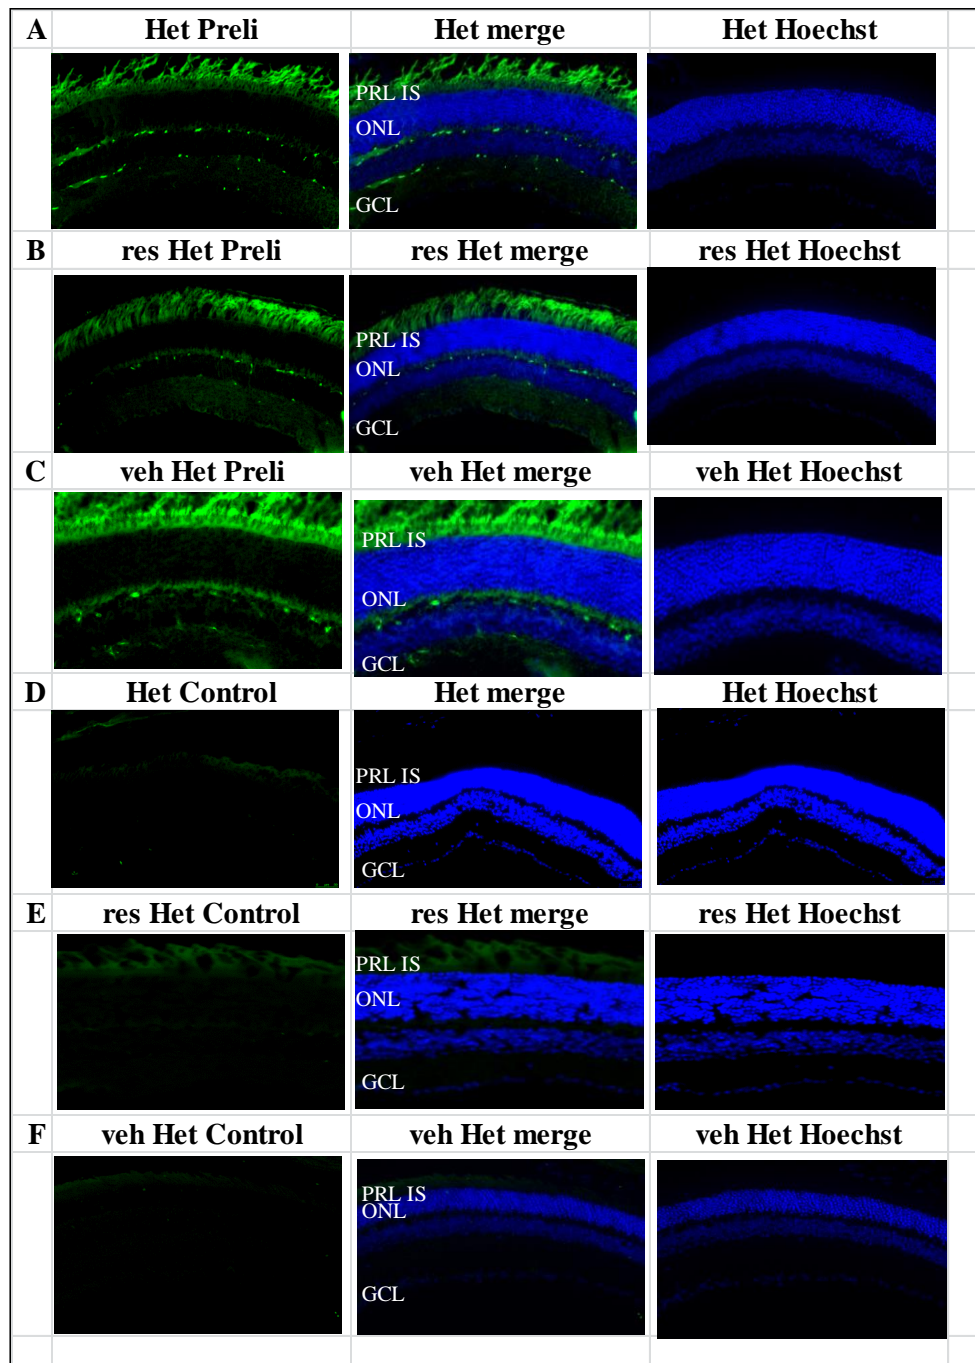 A Het Preli Het merge Het Hoechst
PRL IS
ONL
GCL
B res Het Preli res Het merge res Het Hoechst
PRL IS
ONL
GCL
C veh Het Preli veh Het merge veh Het Hoechst
PRL IS
ONL
GCL
D Het Control Het merge Het Hoechst
PRL IS
ONL
GCL
E res Het Control res Het merge res Het Hoechst
PRL IS
ONL
GCL
F veh Het Control veh Het merge veh Het Hoechst
PRL IS
ONL
GCL